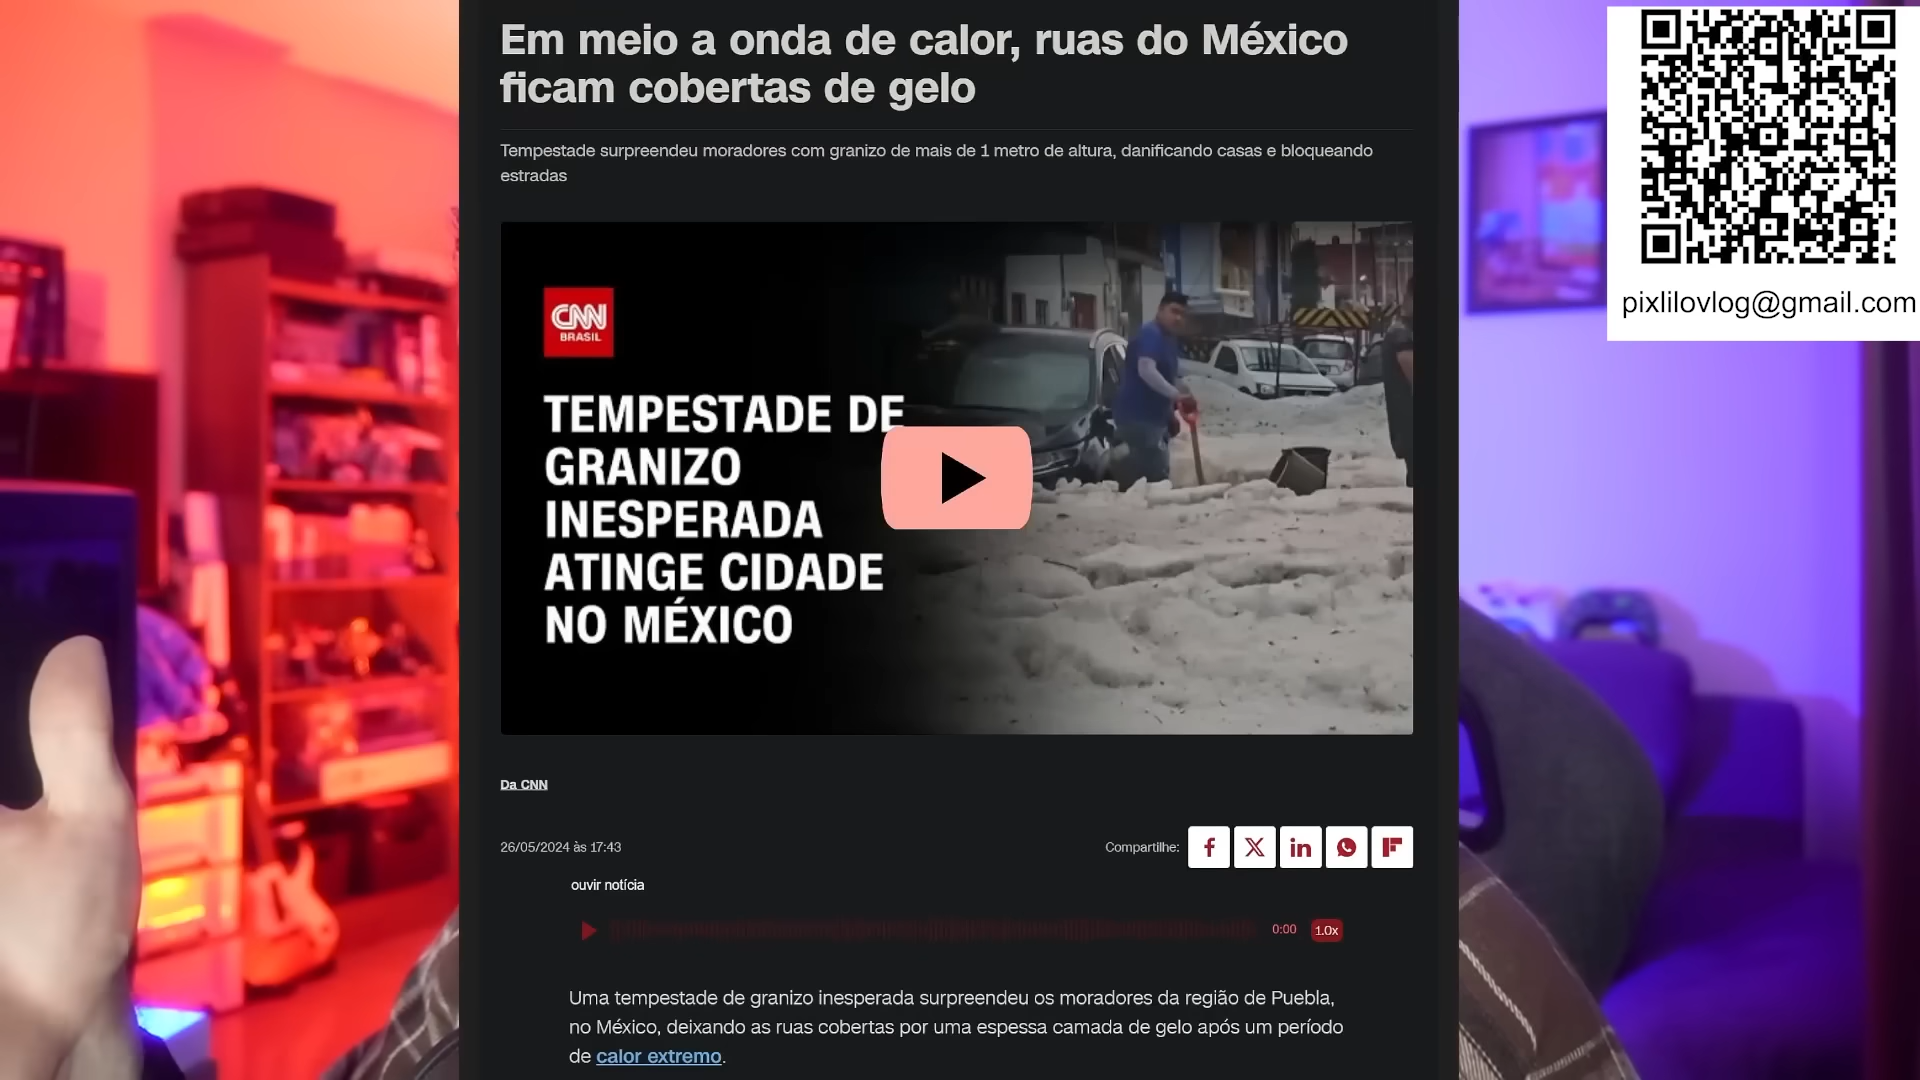 Em meio a onda de calor, ruas do México
ficam cobertas de gelo
Tempestade surpreendeu moradores com granizo de mais de 1 metro de altura, danificando casas e bloqueando
estradas
CNN
BRASIL
TEMPESTADE DE
GRANIZO
INESPERADA
ATINGE CIDADE
NO MÉXICO
Da CNN
26/05/2024 às 17:43
Compartilhe:
ouvir notícia
0:00
1.0x
Uma tempestade de granizo inesperada surpreendeu os moradores da região de Puebla,
no México, deixando as ruas cobertas por uma espessa camada de gelo após um período
de calor extremo.
pixlilovlog@gmail.com